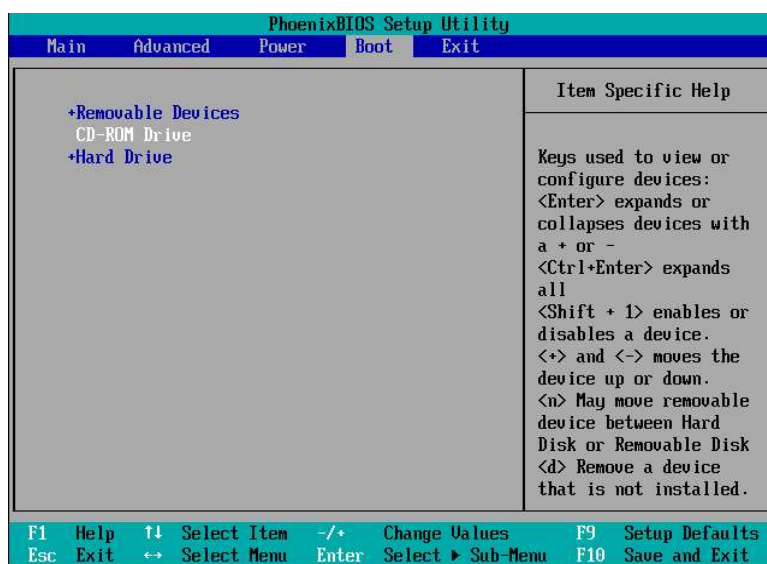 PhoenixBIOS Setup Utility
Main Advanced Power Boot Exit
+Removable Devices
CD-ROM Drive
+Hard Drive
Item Specific Help
Keys used to view or
configure devices:
<Enter> expands or
collapses devices with
a + or -
<Ctrl+Enter> expands
all
<Shift + 1> enables or
disables a device.
<+> and <-> moves the
device up or down.
<n> May move removable
device between Hard
Disk or Removable Disk
<d> Remove a device
that is not installed.
F1 Help ↑↓ Select Item -/+ Change Values F9 Setup Defaults
Esc Exit ↔ Select Menu Enter Select ▶ Sub-Menu F10 Save and Exit